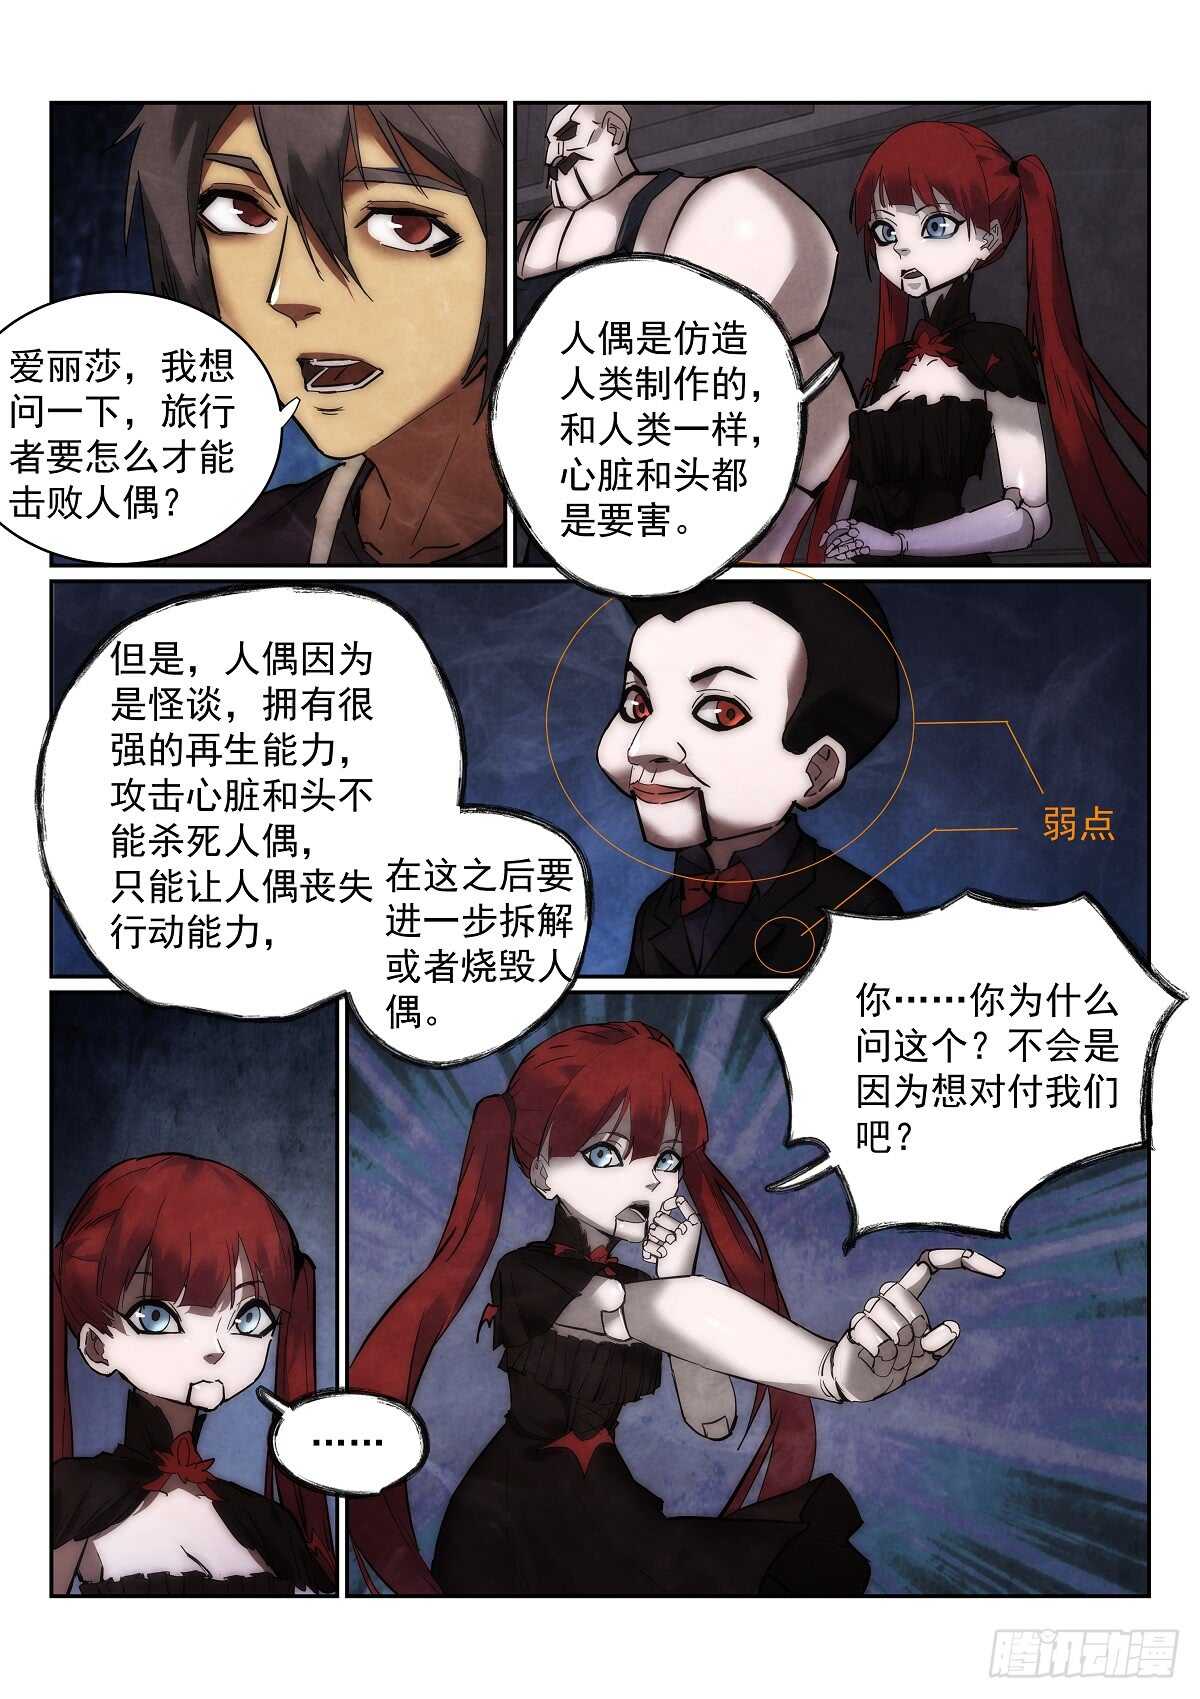 爱丽莎，我想
问一下，旅行
者要怎么才能
击败人偶？
人偶是仿造
人类制作的，
和人类一样，
心脏和头都
是要害。
但是，人偶因为
是怪谈，拥有很
强的再生能力，
攻击心脏和头不
能杀死人偶，
只能让人偶丧失
行动能力，
在这之后要
进一步拆解
或者烧毁人
偶。
弱点
……
你……你为什么
问这个？不会是
因为想对付我们
吧？
腾讯动漫